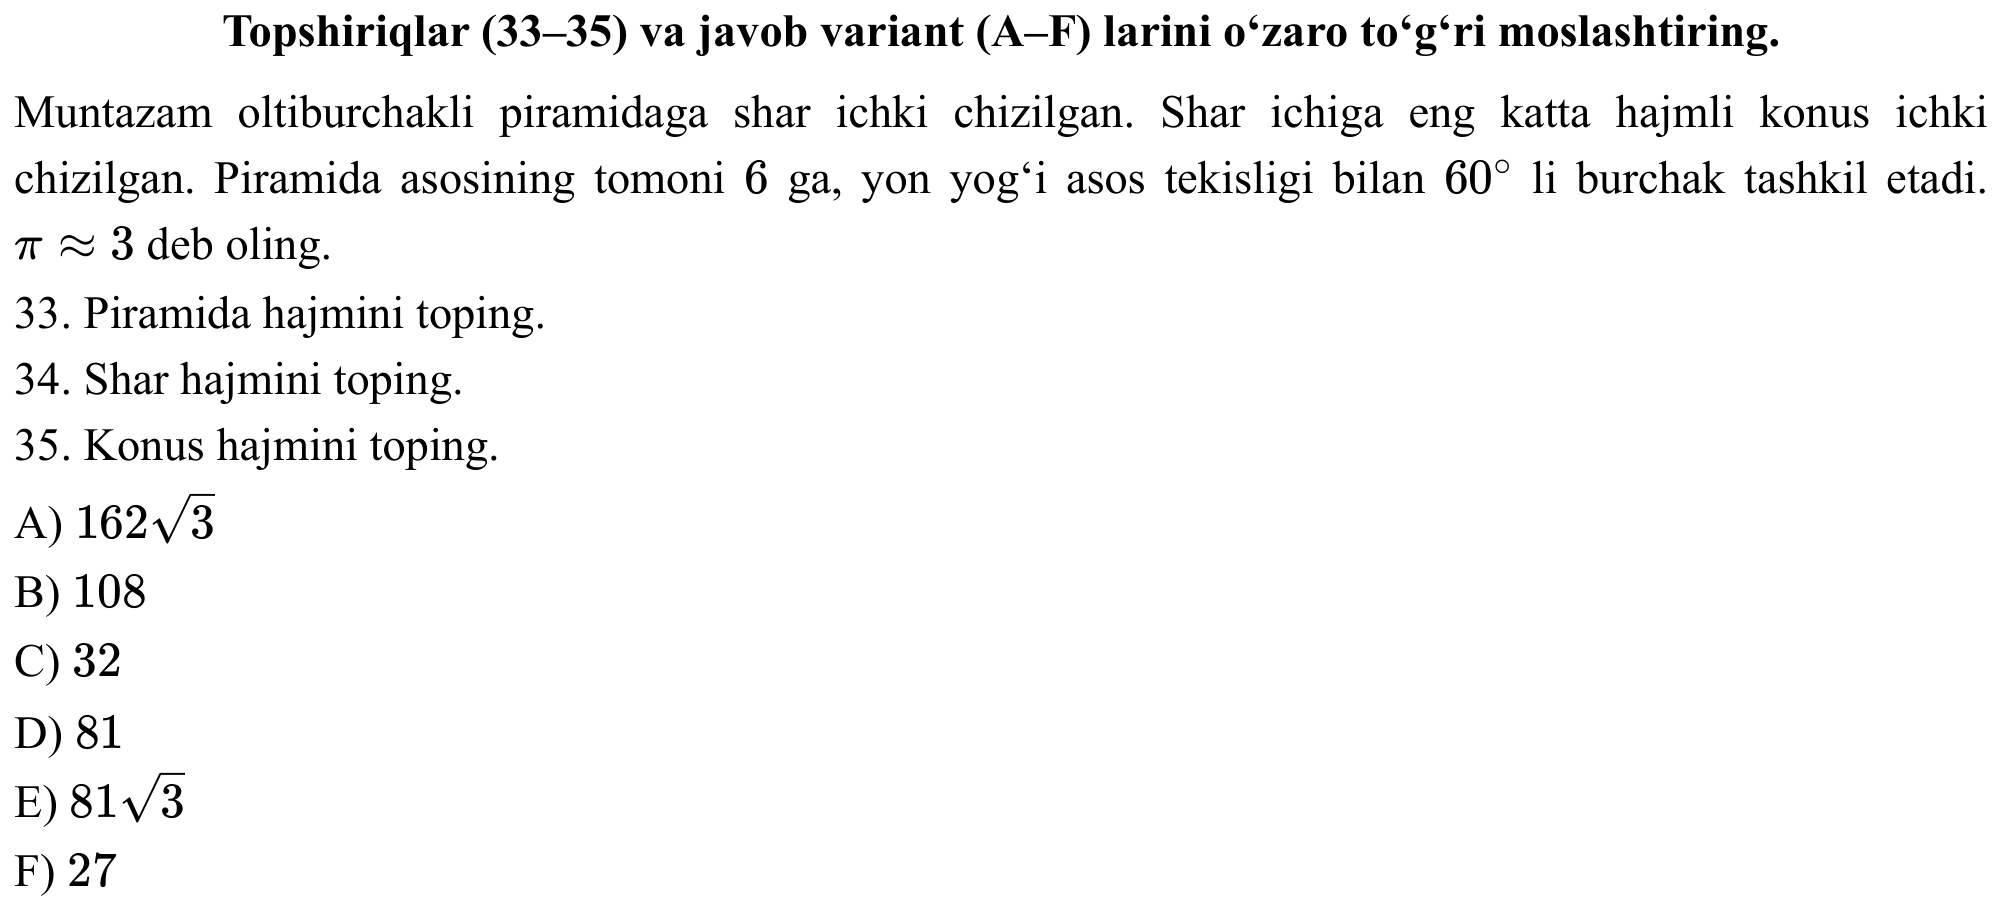 Topshiriqlar (33–35) va javob variant (A–F) larini o‘zaro to‘g‘ri moslashtiring.
Muntazam oltiburchakli piramidaga shar ichki chizilgan. Shar ichiga eng katta hajmli konus ichki
chizilgan. Piramida asosining tomoni 6 ga, yon yog‘i asos tekisligi bilan 60° li burchak tashkil etadi.
π ≈ 3 deb oling.
33. Piramida hajmini toping.
34. Shar hajmini toping.
35. Konus hajmini toping.
A) 162√3
B) 108
C) 32
D) 81
E) 81√3
F) 27